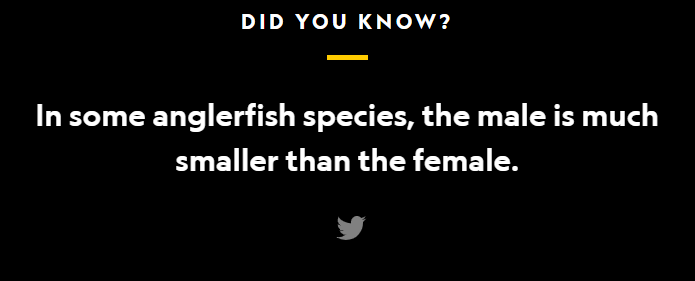 DID YOU KNOW?
In some anglerfish species, the male is much
smaller than the female.